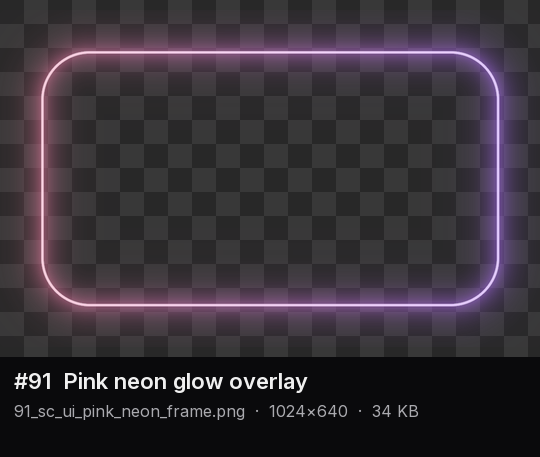 #91 Pink neon glow overlay
91_sc_ui_pink_neon_frame.png · 1024×640 · 34 KB